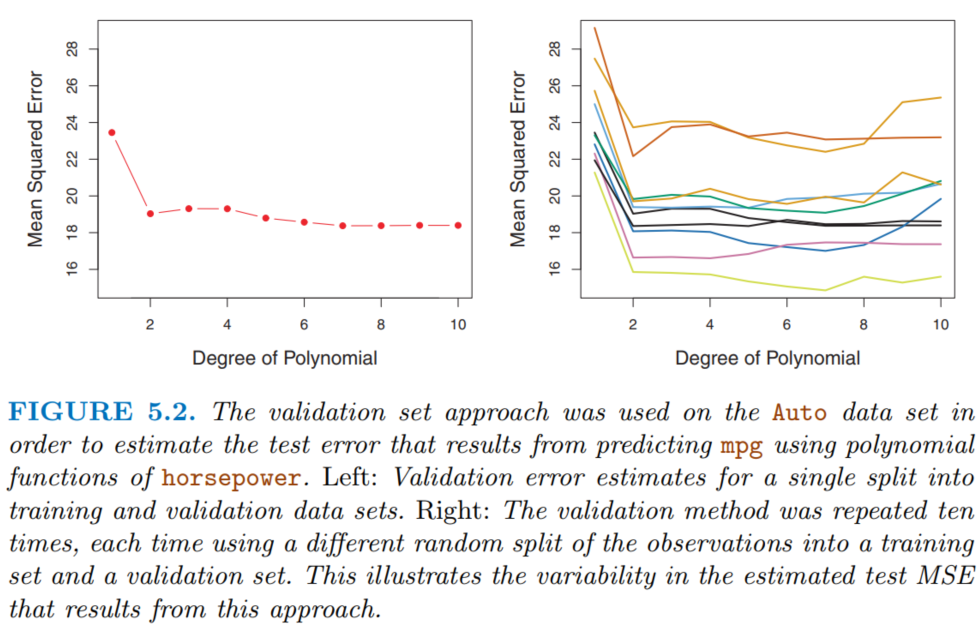 Mean Squared Error
16 18 20 22 24 26 28
2 4 6 8 10
Degree of Polynomial
Mean Squared Error
16 18 20 22 24 26 28
2 4 6 8 10
Degree of Polynomial
FIGURE 5.2. The validation set approach was used on the Auto data set in
order to estimate the test error that results from predicting mpg using polynomial
functions of horsepower. Left: Validation error estimates for a single split into
training and validation data sets. Right: The validation method was repeated ten
times, each time using a different random split of the observations into a training
set and a validation set. This illustrates the variability in the estimated test MSE
that results from this approach.